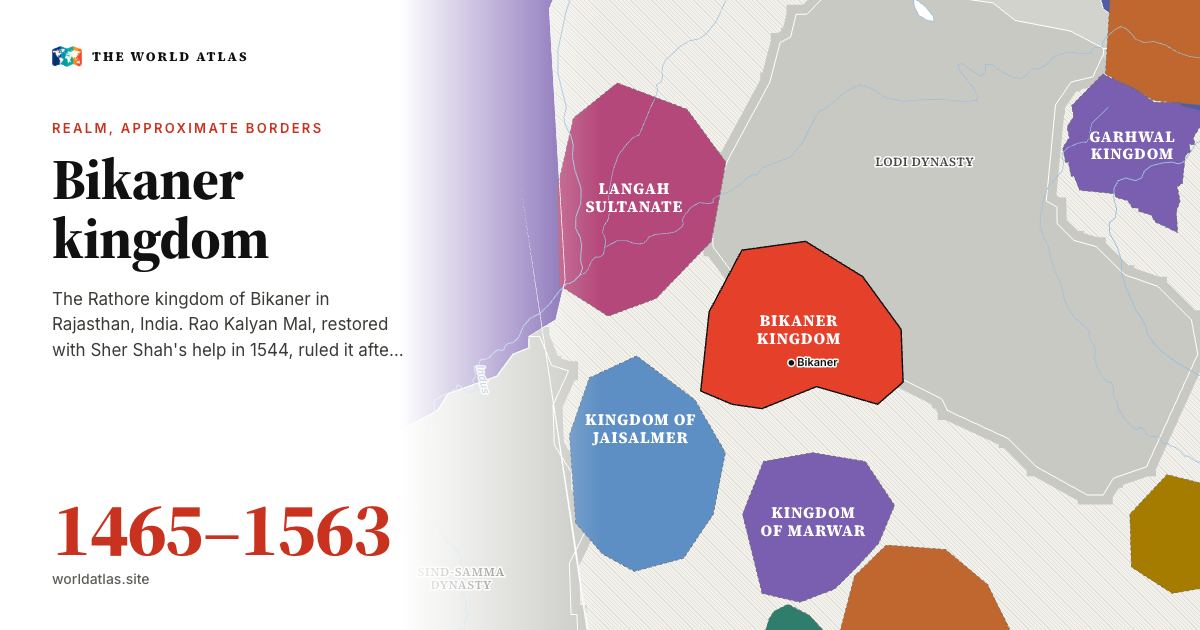 THE WORLD ATLAS
REALM, APPROXIMATE BORDERS
Bikaner
kingdom
The Rathore kingdom of Bikaner in
Rajasthan, India. Rao Kalyan Mal, restored
with Sher Shah's help in 1544, ruled it afte…
1465–1563
worldatlas.site
LANGAH
SULTANATE
LODI DYNASTY
GARHWAL
KINGDOM
BIKANER
KINGDOM
Bikaner
Indus
KINGDOM OF
JAISALMER
KINGDOM
OF MARWAR
SIND-SAMMA
DYNASTY